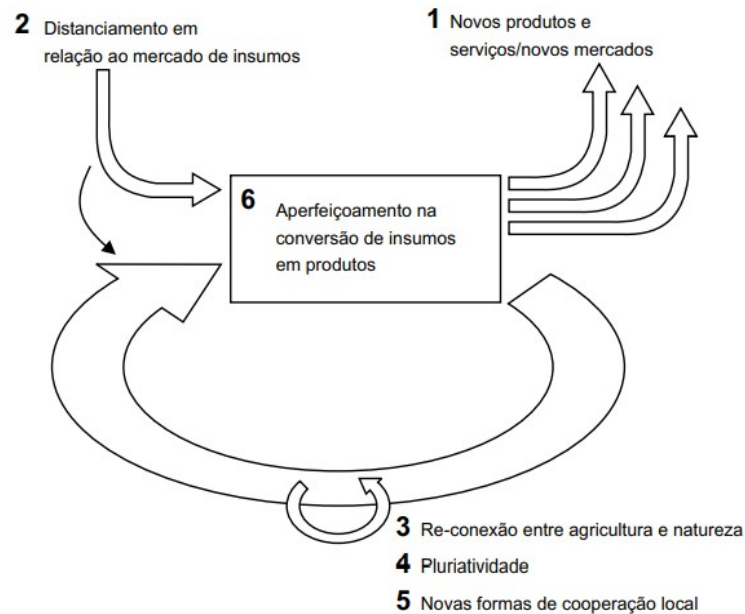 2 Distanciamento em
relação ao mercado de insumos
1 Novos produtos e
serviços/novos mercados
6 Aperfeiçoamento na
conversão de insumos
em produtos
3 Re-conexão entre agricultura e natureza
4 Pluriatividade
5 Novas formas de cooperação local